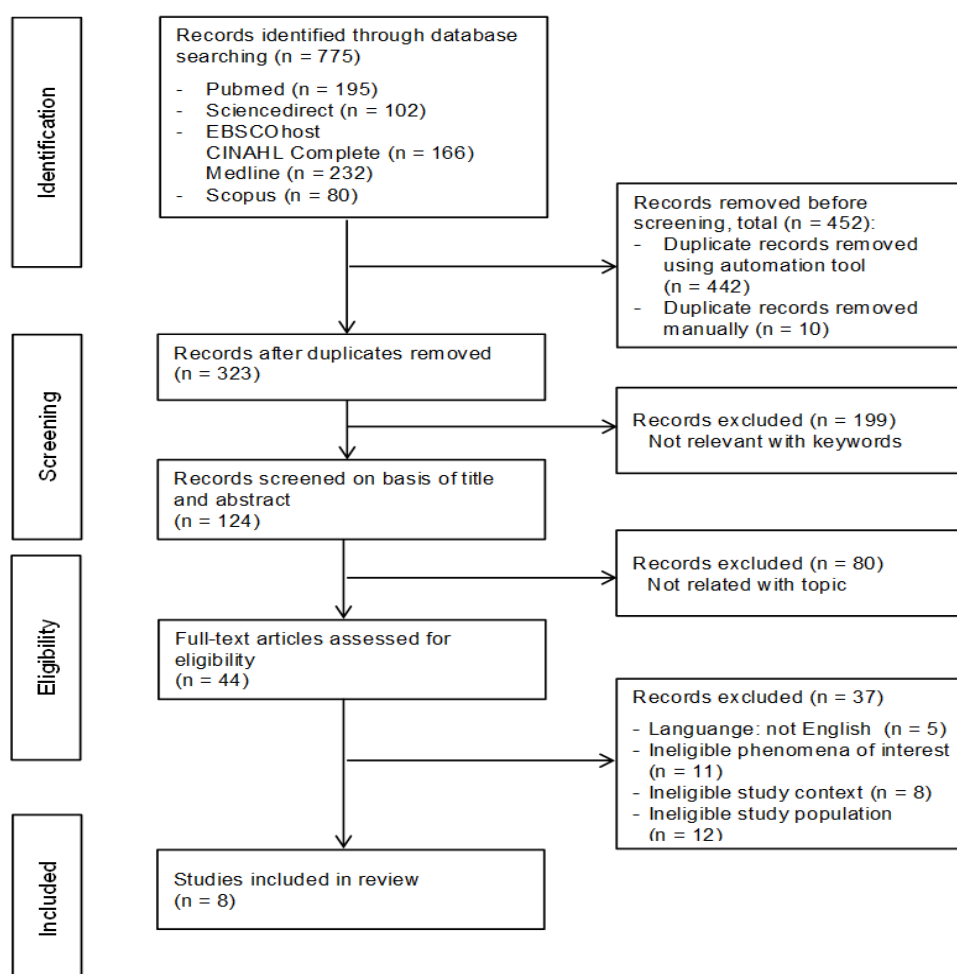 Identification
Records identified through database
searching (n = 775)
- Pubmed (n = 195)
- Sciencedirect (n = 102)
- EBSCOhost
CINAHL Complete (n = 166)
Medline (n = 232)
- Scopus (n = 80)
Records removed before
screening, total (n = 452):
- Duplicate records removed
using automation tool
(n = 442)
- Duplicate records removed
manually (n = 10)
Screening
Records after duplicates removed
(n = 323)
Records excluded (n = 199)
Not relevant with keywords
Records screened on basis of title
and abstract
(n = 124)
Eligibility
Records excluded (n = 80)
Not related with topic
Full-text articles assessed for
eligibility
(n = 44)
Records excluded (n = 37)
- Languange: not English (n = 5)
- Ineligible phenomena of interest
(n = 11)
- Ineligible study context (n = 8)
- Ineligible study population
(n = 12)
Included
Studies included in review
(n = 8)